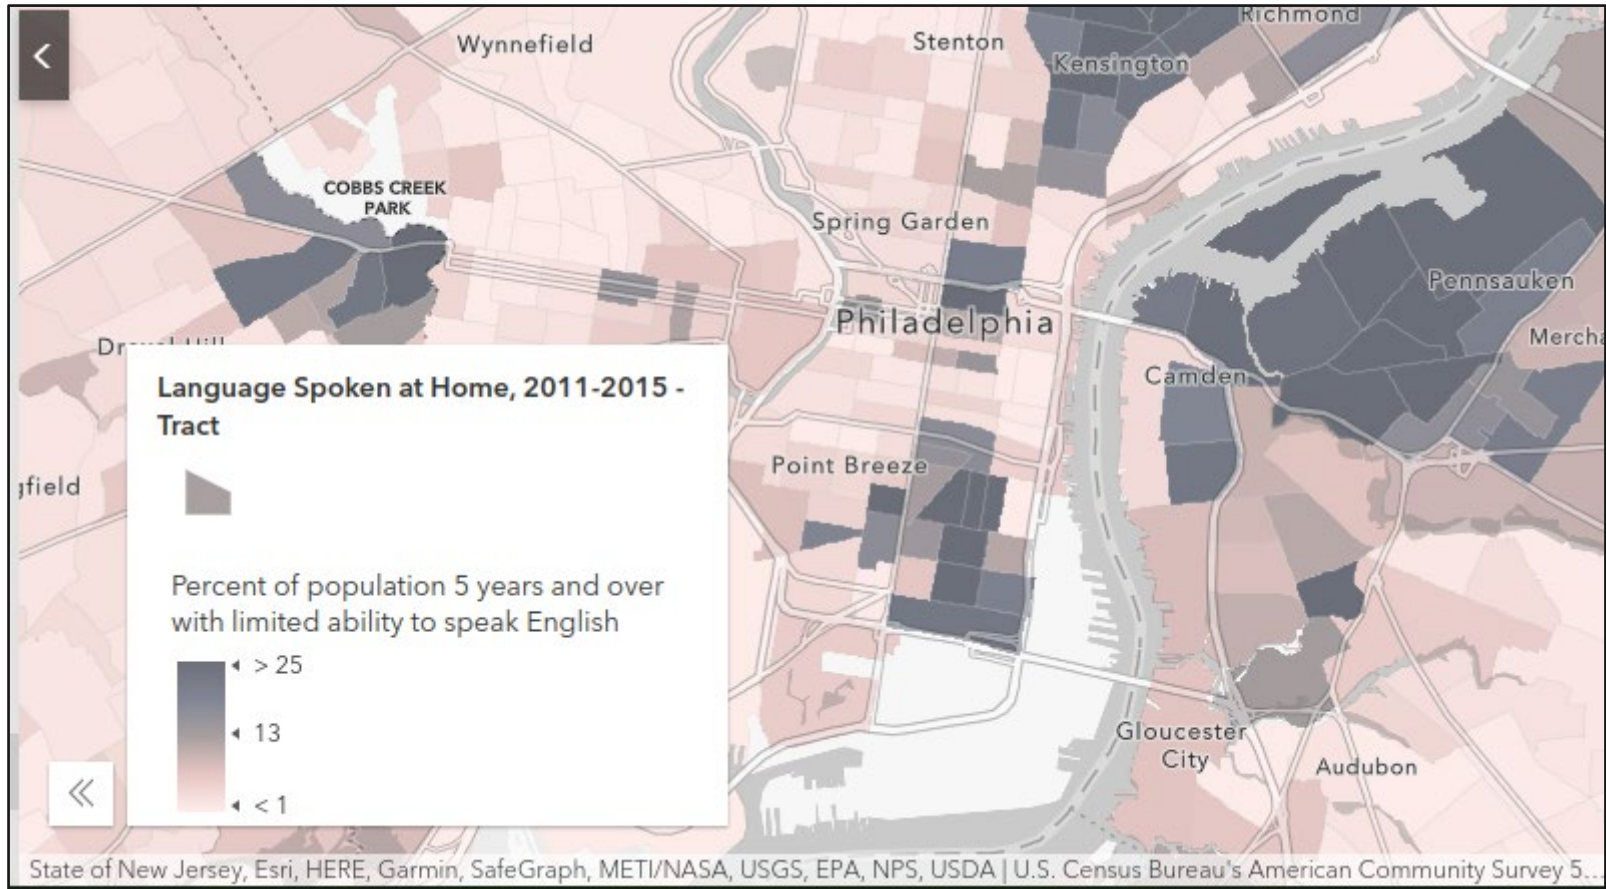 Richmond
Wynnefield
Stenton
Kensington
COBBS CREEK
PARK
Spring Garden
Pennsauken
Philadelphia
Mercha
Camden
Language Spoken at Home, 2011-2015 -
Tract
Point Breeze
gfield
Percent of population 5 years and over
with limited ability to speak English
> 25
13
< 1
Gloucester
City
Audubon
State of New Jersey, Esri, HERE, Garmin, SafeGraph, METI/NASA, USGS, EPA, NPS, USDA | U.S. Census Bureau's American Community Survey 5...